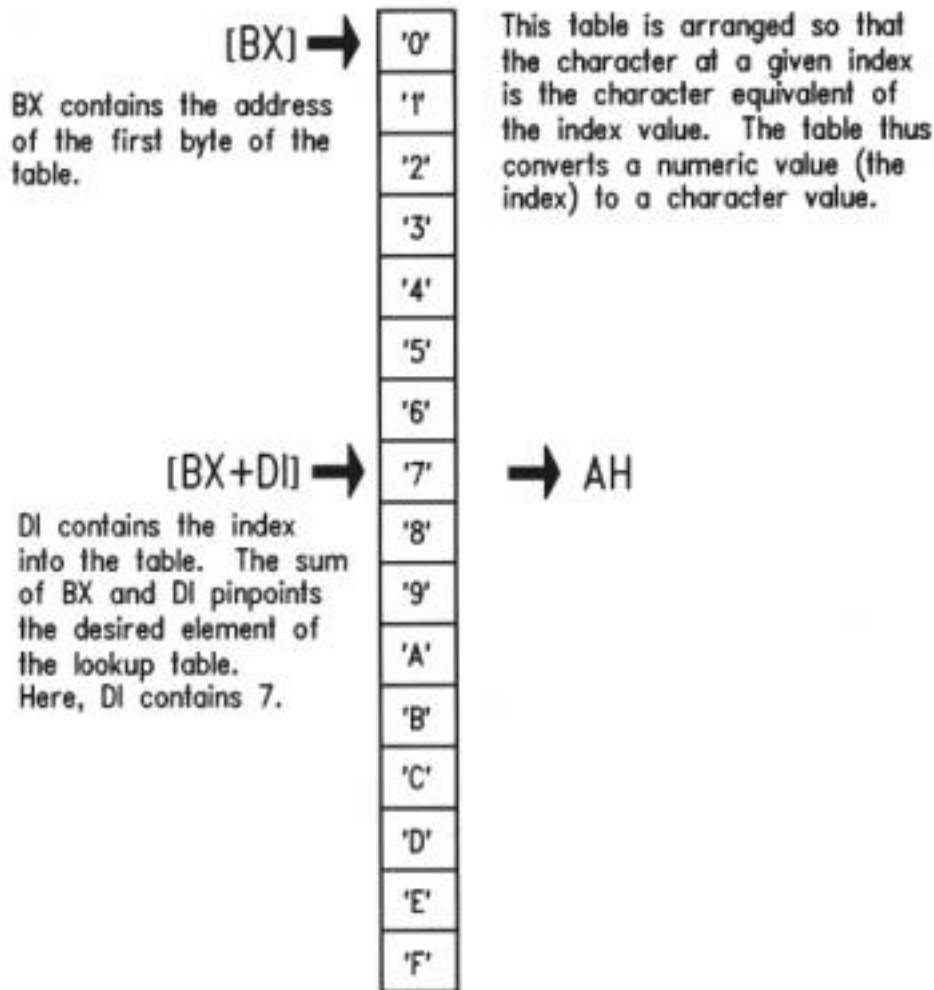 [BX]
BX contains the address
of the first byte of the
table.
'0'
'1'
'2'
'3'
'4'
'5'
'6'
'7'
'8'
'9'
'A'
'B'
'C'
'D'
'E'
'F'
This table is arranged so that
the character at a given index
is the character equivalent of
the index value. The table thus
converts a numeric value (the
index) to a character value.
[BX+DI]
DI contains the index
into the table. The sum
of BX and DI pinpoints
the desired element of
the lookup table.
Here, DI contains 7.
AH